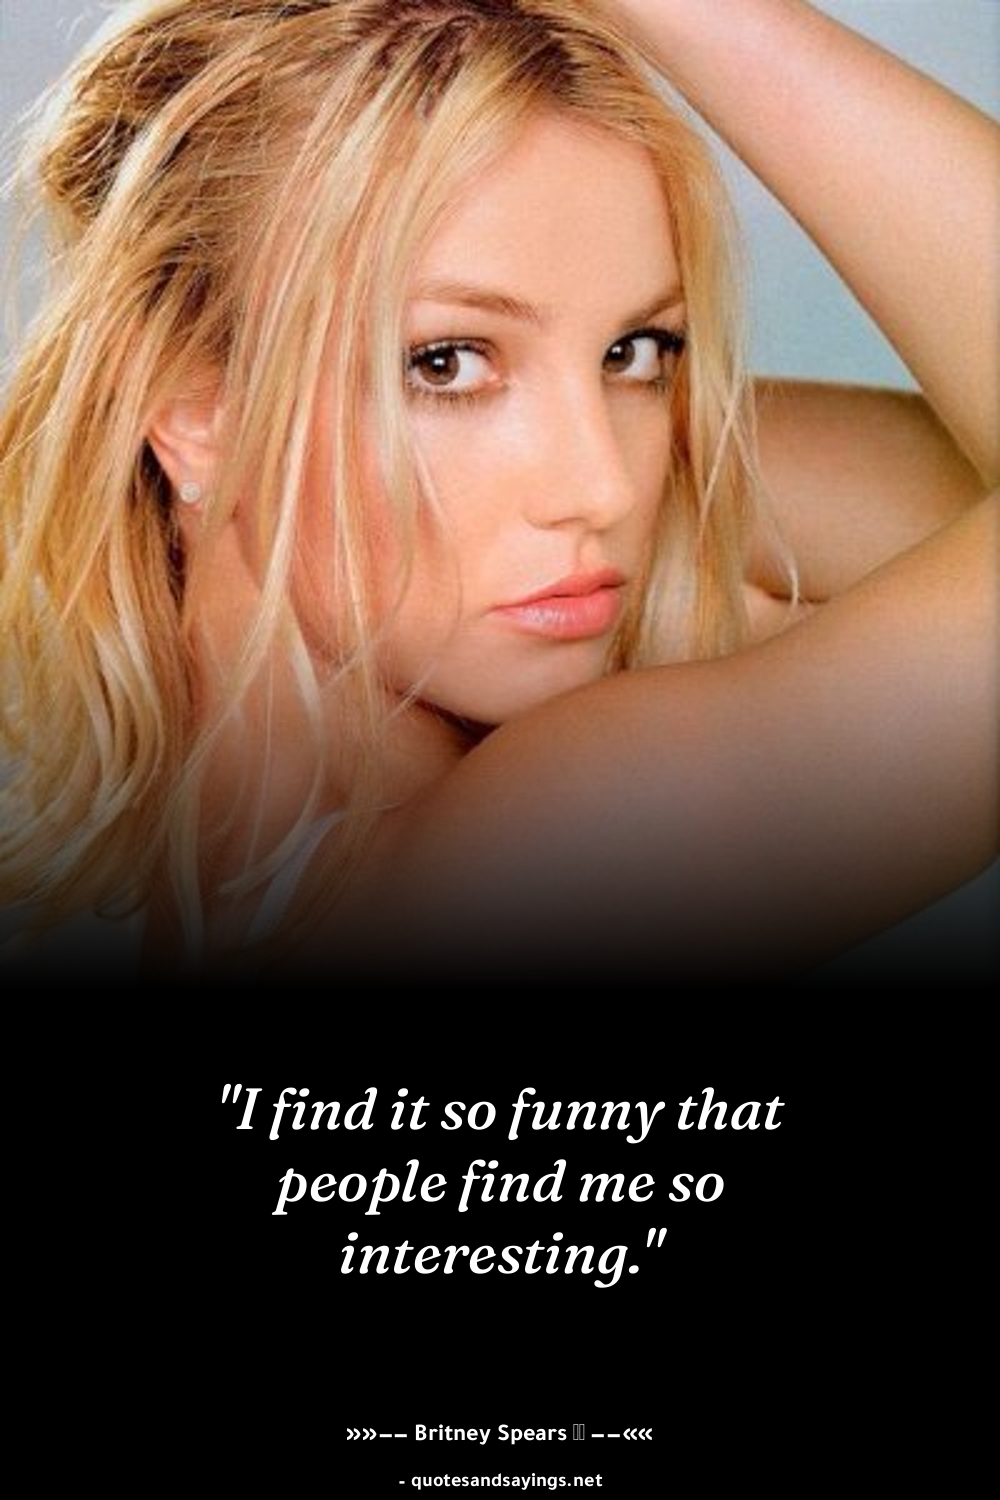 "I find it so funny that
people find me so
interesting."
»»–– Britney Spears ––««
- quotesandsayings.net